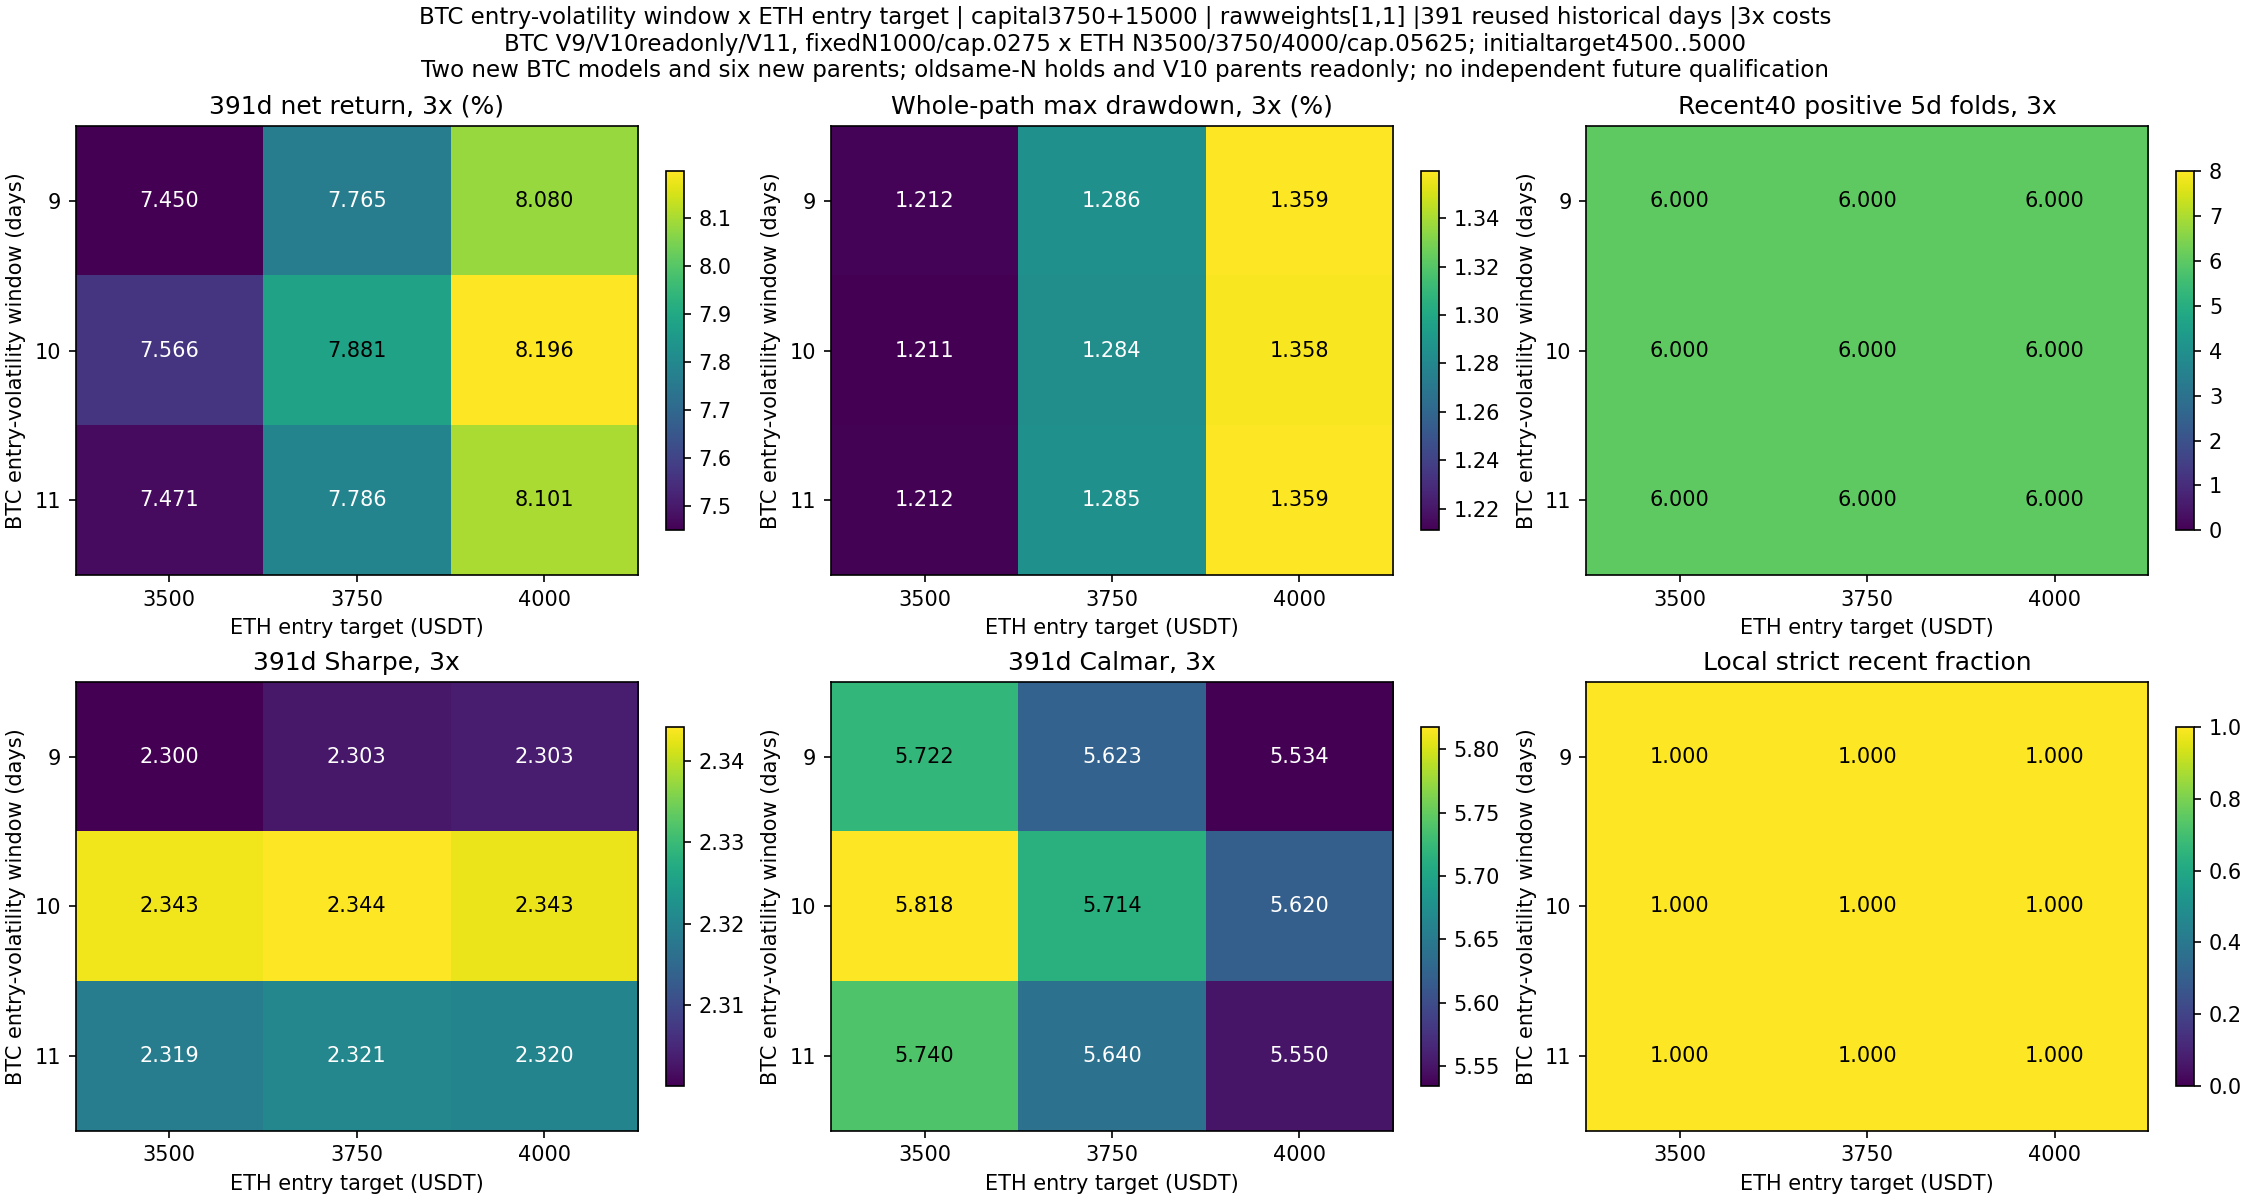 BTC entry-volatility window x ETH entry target | capital3750+15000 | rawweights[1,1] |391 reused historical days |3x costs
BTC V9/V10readonly/V11, fixedN1000/cap.0275 x ETH N3500/3750/4000/cap.05625; initialtarget4500..5000
Two new BTC models and six new parents; oldsame-N holds and V10 parents readonly; no independent future qualification
391d net return, 3x (%)
BTC entry-volatility window (days)
9
10
11
7.450 7.765 8.080
7.566 7.881 8.196
7.471 7.786 8.101
3500 3750 4000
ETH entry target (USDT)
8.1
8.0
7.9
7.8
7.7
7.6
7.5
Whole-path max drawdown, 3x (%)
BTC entry-volatility window (days)
9
10
11
1.212 1.286 1.359
1.211 1.284 1.358
1.212 1.285 1.359
3500 3750 4000
ETH entry target (USDT)
1.34
1.32
1.30
1.28
1.26
1.24
1.22
Recent40 positive 5d folds, 3x
BTC entry-volatility window (days)
9
10
11
6.000 6.000 6.000
6.000 6.000 6.000
6.000 6.000 6.000
3500 3750 4000
ETH entry target (USDT)
8
7
6
5
4
3
2
1
0
391d Sharpe, 3x
BTC entry-volatility window (days)
9
10
11
2.300 2.303 2.303
2.343 2.344 2.343
2.319 2.321 2.320
3500 3750 4000
ETH entry target (USDT)
2.34
2.33
2.32
2.31
391d Calmar, 3x
BTC entry-volatility window (days)
9
10
11
5.722 5.623 5.534
5.818 5.714 5.620
5.740 5.640 5.550
3500 3750 4000
ETH entry target (USDT)
5.80
5.75
5.70
5.65
5.60
5.55
Local strict recent fraction
BTC entry-volatility window (days)
9
10
11
1.000 1.000 1.000
1.000 1.000 1.000
1.000 1.000 1.000
3500 3750 4000
ETH entry target (USDT)
1.0
0.8
0.6
0.4
0.2
0.0